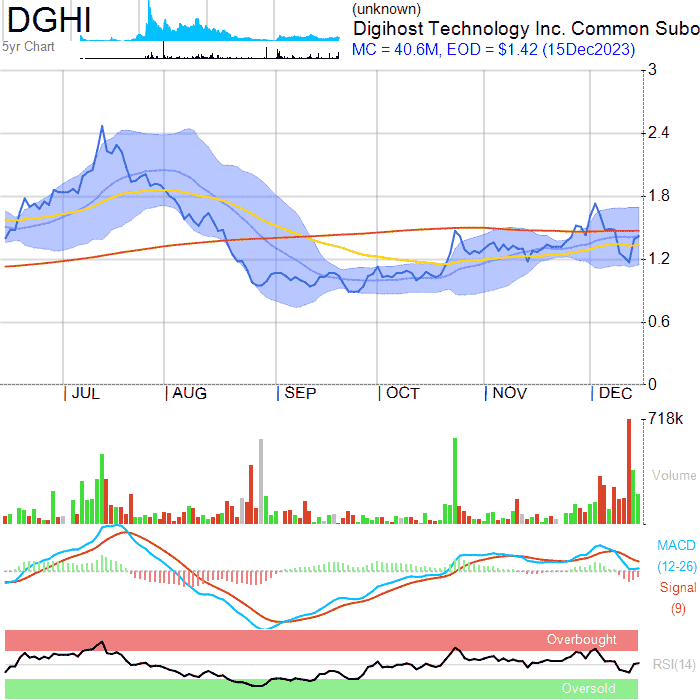 DGHI
5yr Chart
(unknown)
Digihost Technology Inc. Common Subo
MC = 40.6M, EOD = $1.42 (15Dec2023)
3
2.4
1.8
1.2
0.6
0
JUL AUG SEP OCT NOV DEC
718k
Volume
MACD
(12-26)
Signal
(9)
Overbought
RSI(14)
Oversold